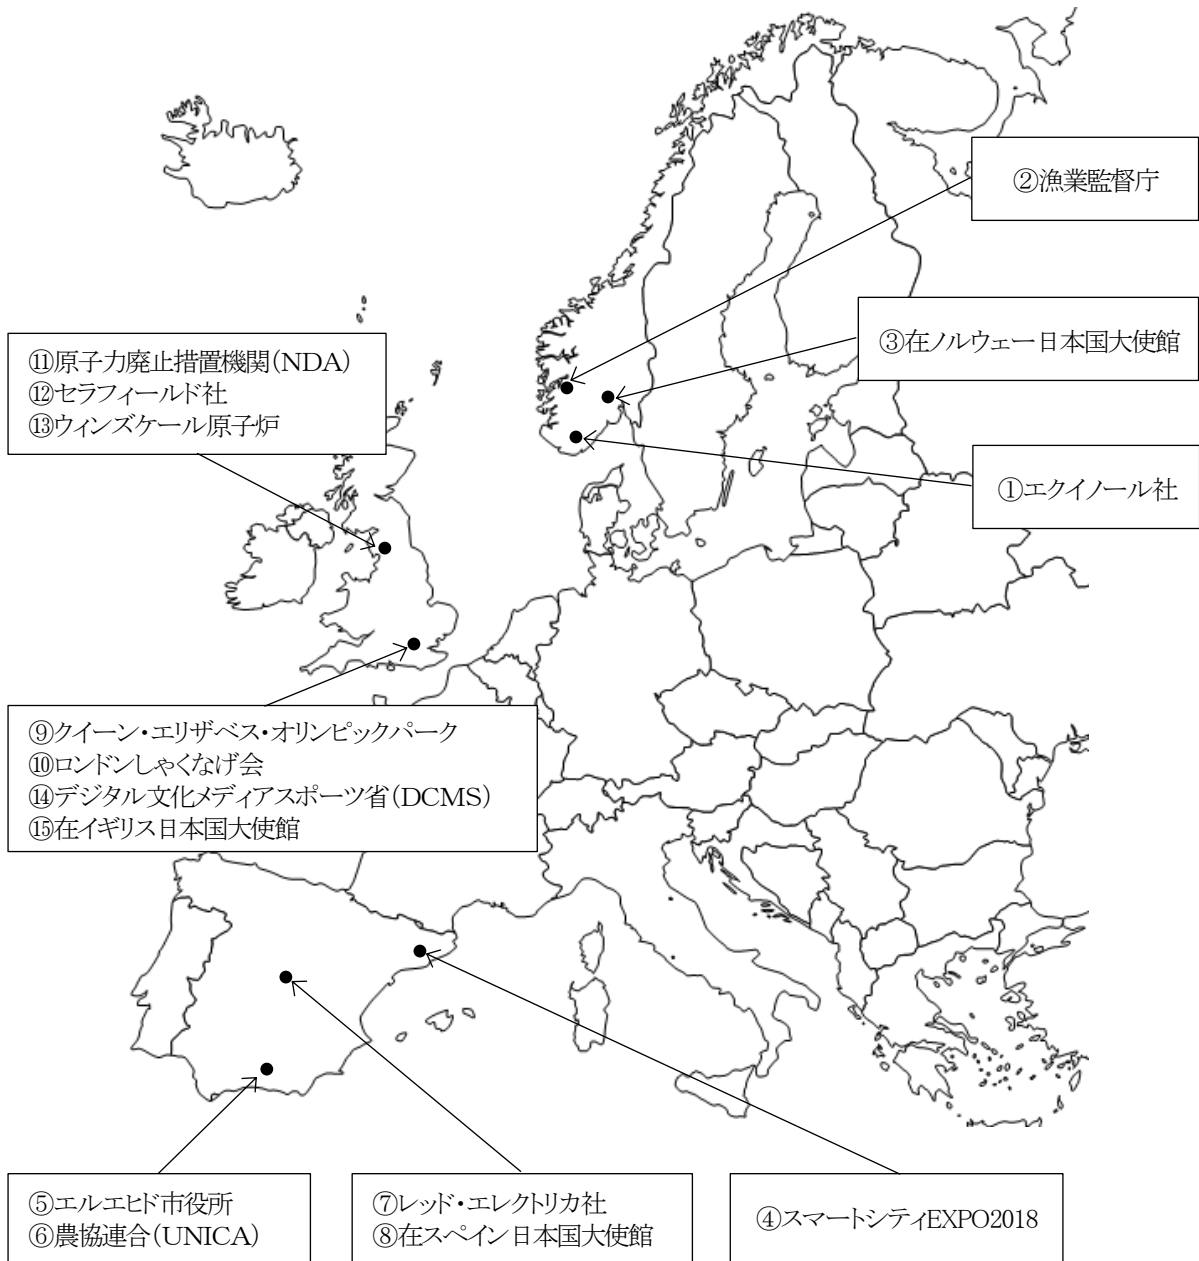 ②漁業監督庁
③在ノルウェー日本国大使館
⑪原子力廃止措置機関(NDA)
⑫セラフィールド社
⑬ウィンズケール原子炉
①エクイノール社
⑨クイーン・エリザベス・オリンピックパーク
⑩ロンドンしゃくなげ会
⑭デジタル文化メディアスポーツ省(DCMS)
⑮在イギリス日本国大使館
⑤エルエヒド市役所
⑥農協連合(UNICA)
⑦レッド・エレクトリカ社
⑧在スペイン日本国大使館
④スマートシティEXPO2018